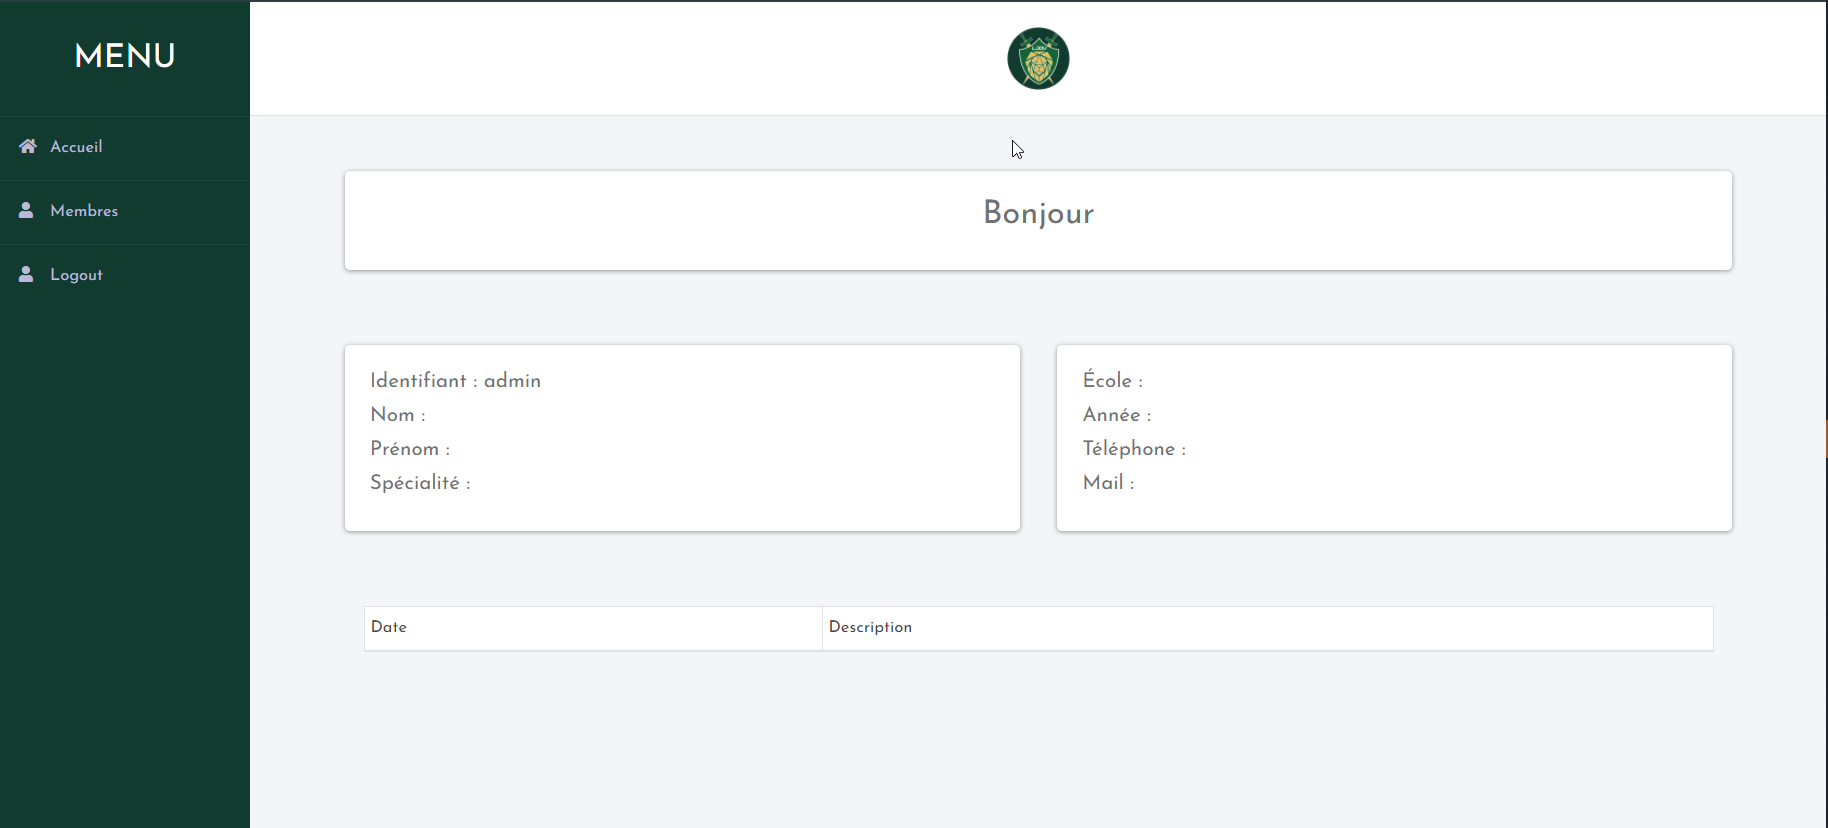 MENU
Accueil
Membres
Logout
Bonjour
Identifiant : admin
Nom :
Prénom :
Spécialité :
École :
Année :
Téléphone :
Mail :
Date
Description